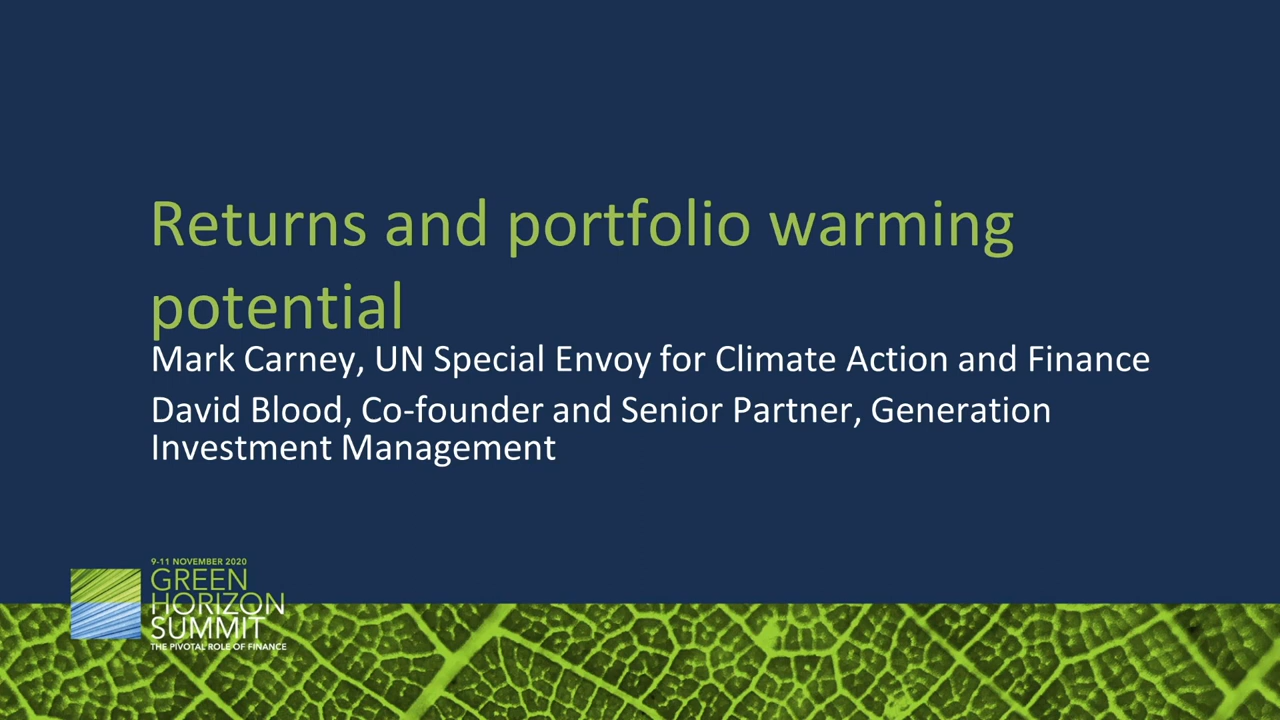 Returns and portfolio warming
potential
Mark Carney, UN Special Envoy for Climate Action and Finance
David Blood, Co-founder and Senior Partner, Generation
Investment Management
9-11 NOVEMBER 2020
GREEN
HORIZON
SUMMIT
THE PIVOTAL ROLE OF FINANCE